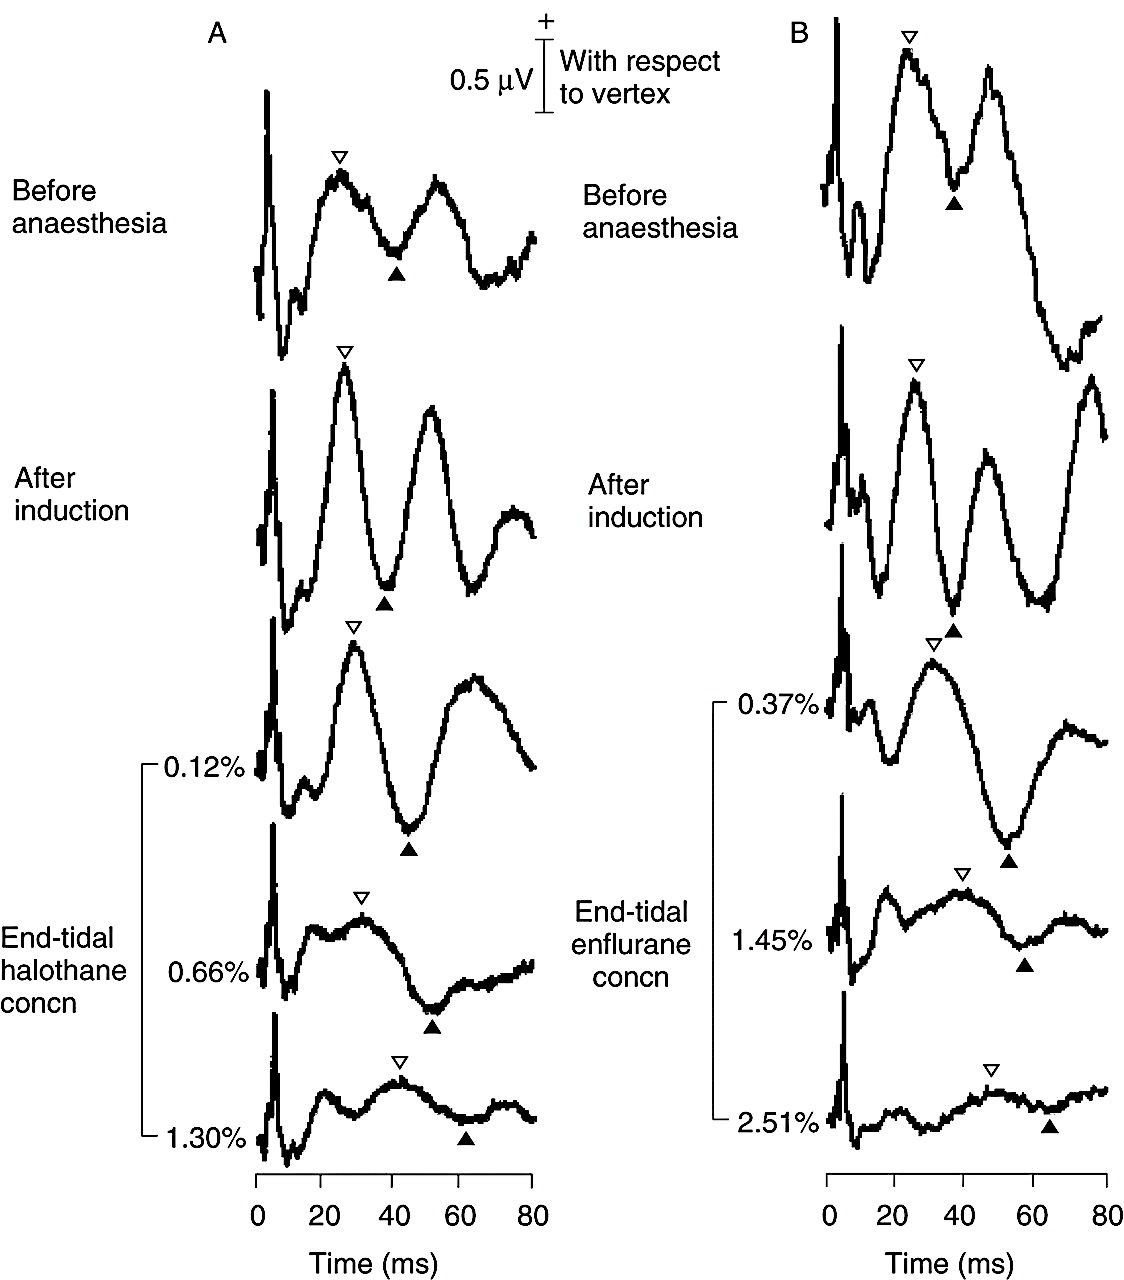 A
+
0.5 μV
With respect
to vertex
B
Before
anaesthesia
Before
anaesthesia
After
induction
After
induction
0.12%
0.37%
End-tidal
halothane
concn
0.66%
End-tidal
enflurane
concn
1.45%
1.30%
2.51%
0 20 40 60 80
Time (ms)
0 20 40 60 80
Time (ms)